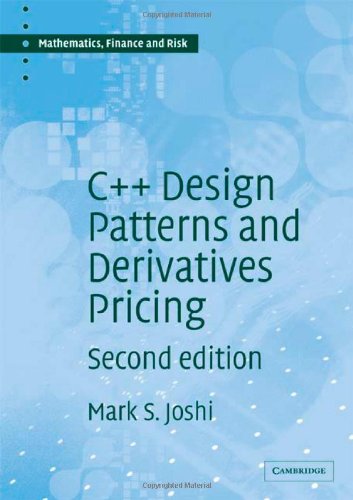 Mathematics, Finance and Risk
C++ Design
Patterns and
Derivatives
Pricing
Second edition
Mark S. Joshi
CAMBRIDGE